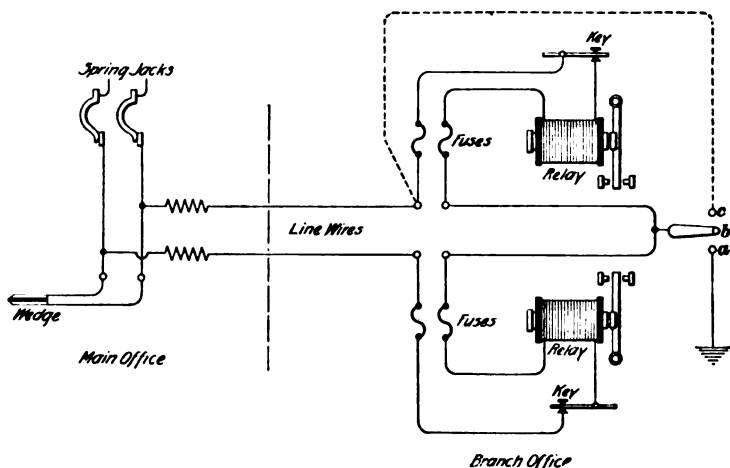 Key
Spring Jacks
Fuses
Relay
c
b
a
Line Wires
Wedge
Fuses
Relay
Main Office
Key
Branch Office